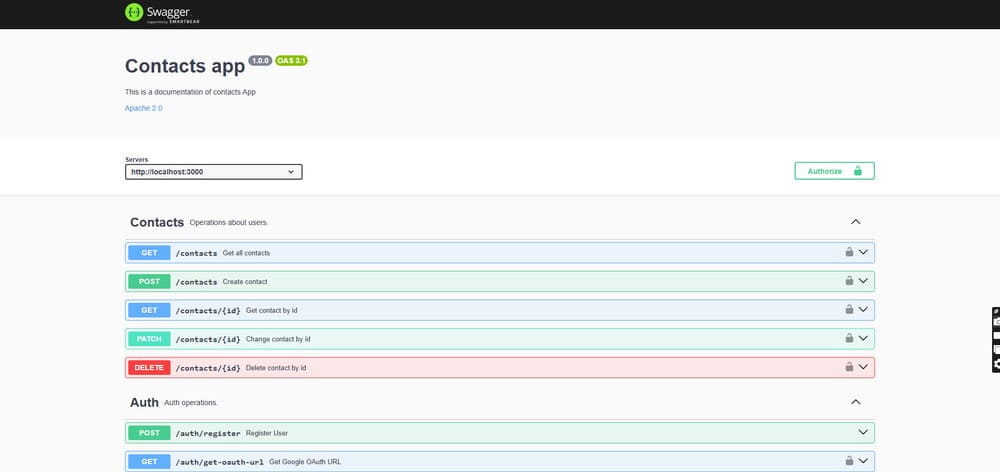 Swagger
Supported by SMARTBEAR
Contacts app 1.0.0 OAS 3.1
This is a documentation of contacts App
Apache 2.0
Servers
http://localhost:3000
Authorize
Contacts Operations about users.
GET /contacts Get all contacts
POST /contacts Create contact
GET /contacts/{id} Get contact by id
PATCH /contacts/{id} Change contact by id
DELETE /contacts/{id} Delete contact by id
Auth Auth operations.
POST /auth/register Register User
GET /auth/get-oauth-url Get Google OAuth URL